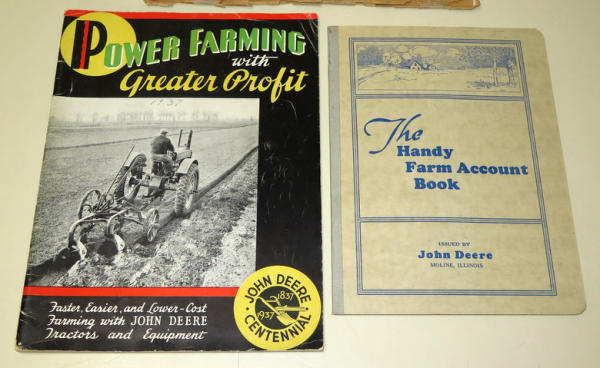 POWER FARMING
with
Greater Profit
1937
Faster, Easier, and Lower-Cost
Farming with JOHN DEERE
Tractors and Equipment
JOHN DEERE
1837
1937
CENTENNIAL
The
Handy
Farm Account
Book
ISSUED BY
John Deere
MOLINE, ILLINOIS